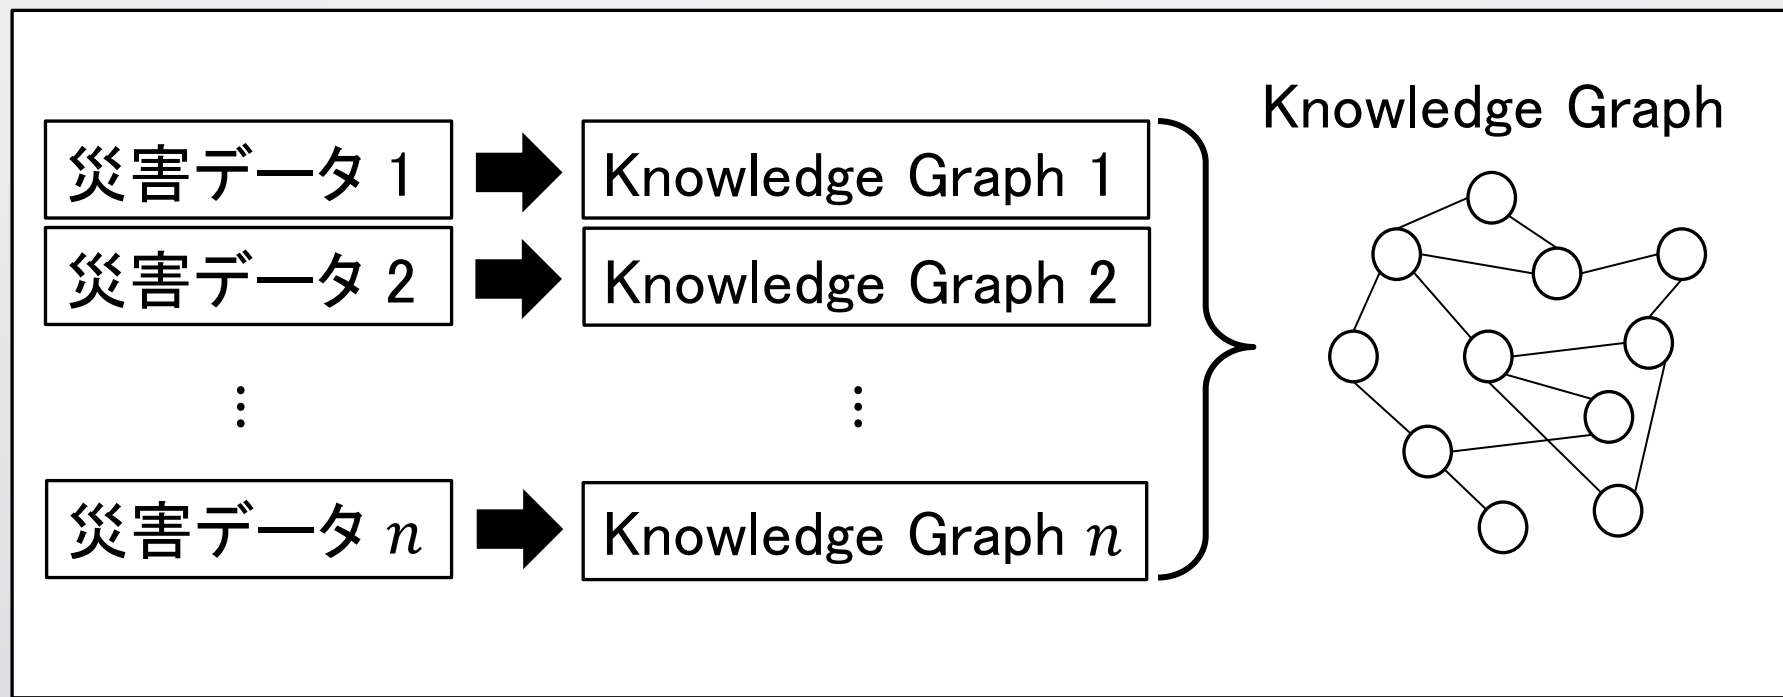 Knowledge Graph
災害データ 1
Knowledge Graph 1
災害データ 2
Knowledge Graph 2
⋮
⋮
災害データ n
Knowledge Graph n